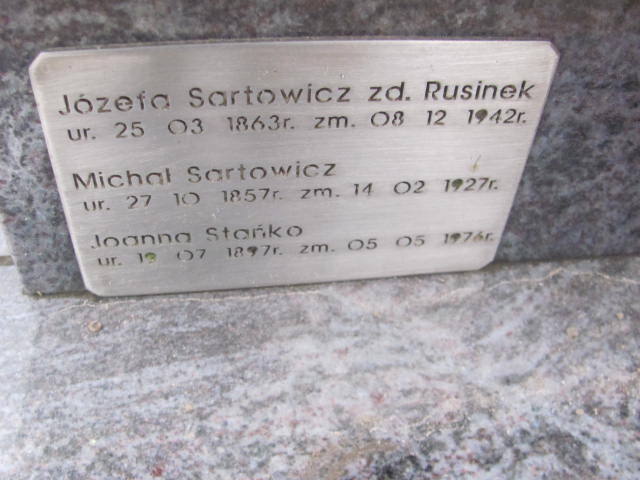 Józefa Sartowicz zd. Rusinek
ur. 25 03 1863r. zm. 08 12 1942r.
Michał Sartowicz
ur. 27 10 1857r. zm. 14 02 1927r.
Joanna Stańko
ur. 19 07 1897r. zm. 05 05 1976r.